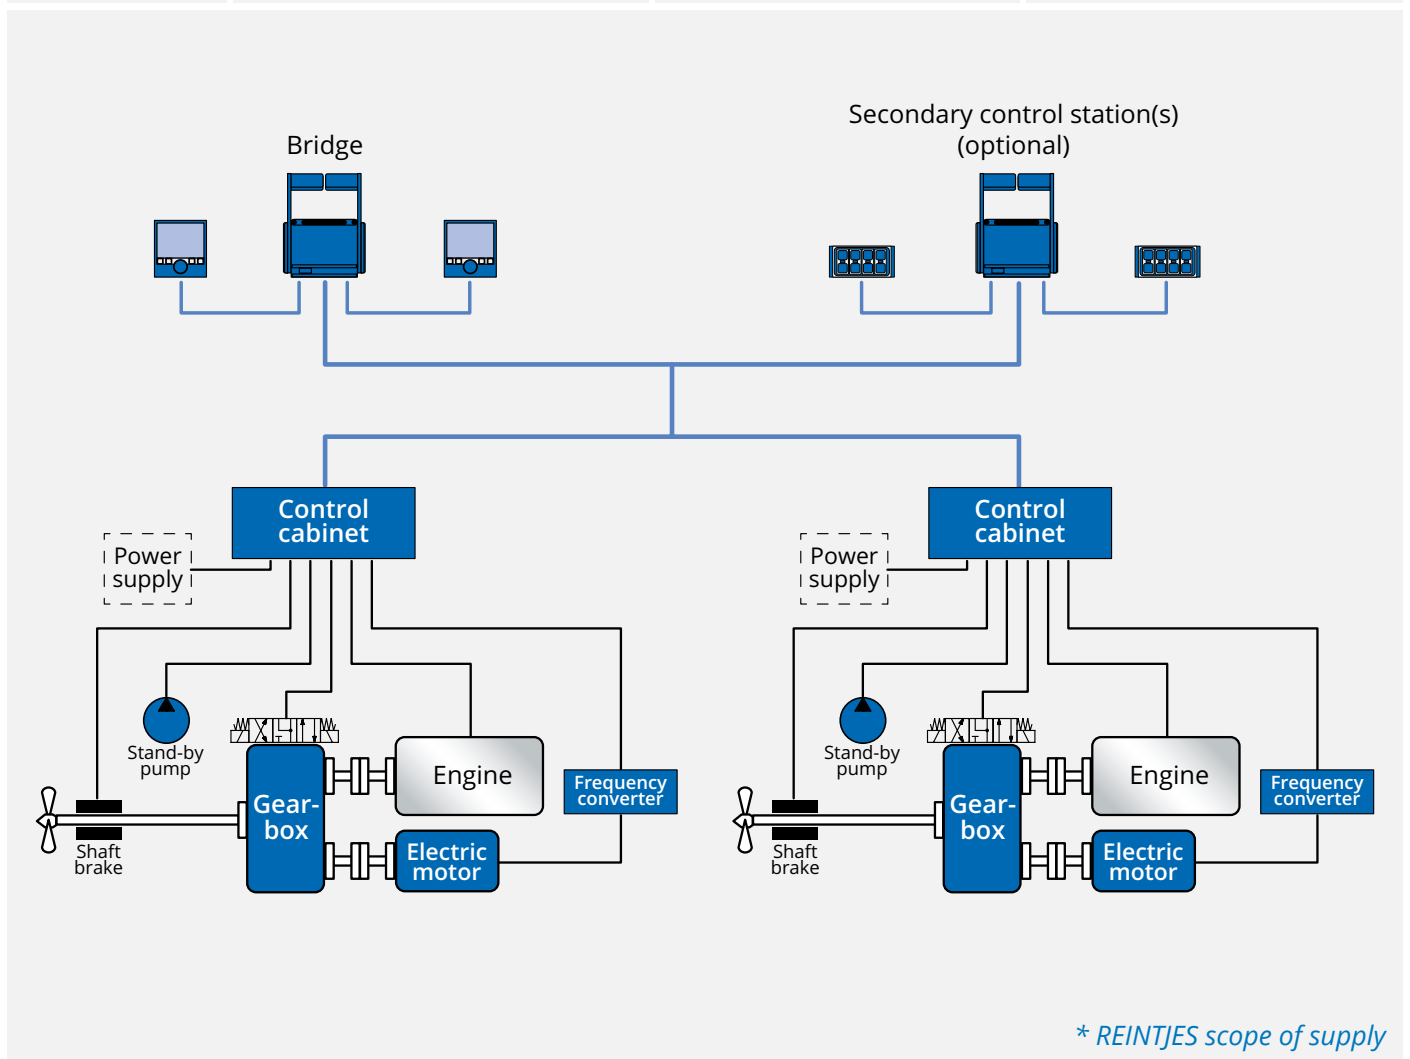 Secondary control station(s)
(optional)
Bridge
Control
cabinet
Power
supply
Stand-by
pump
Engine
Gear-
box
Frequency
converter
Shaft
brake
Electric
motor
Control
cabinet
Power
supply
Stand-by
pump
Engine
Gear-
box
Frequency
converter
Shaft
brake
Electric
motor
* REINTJES scope of supply